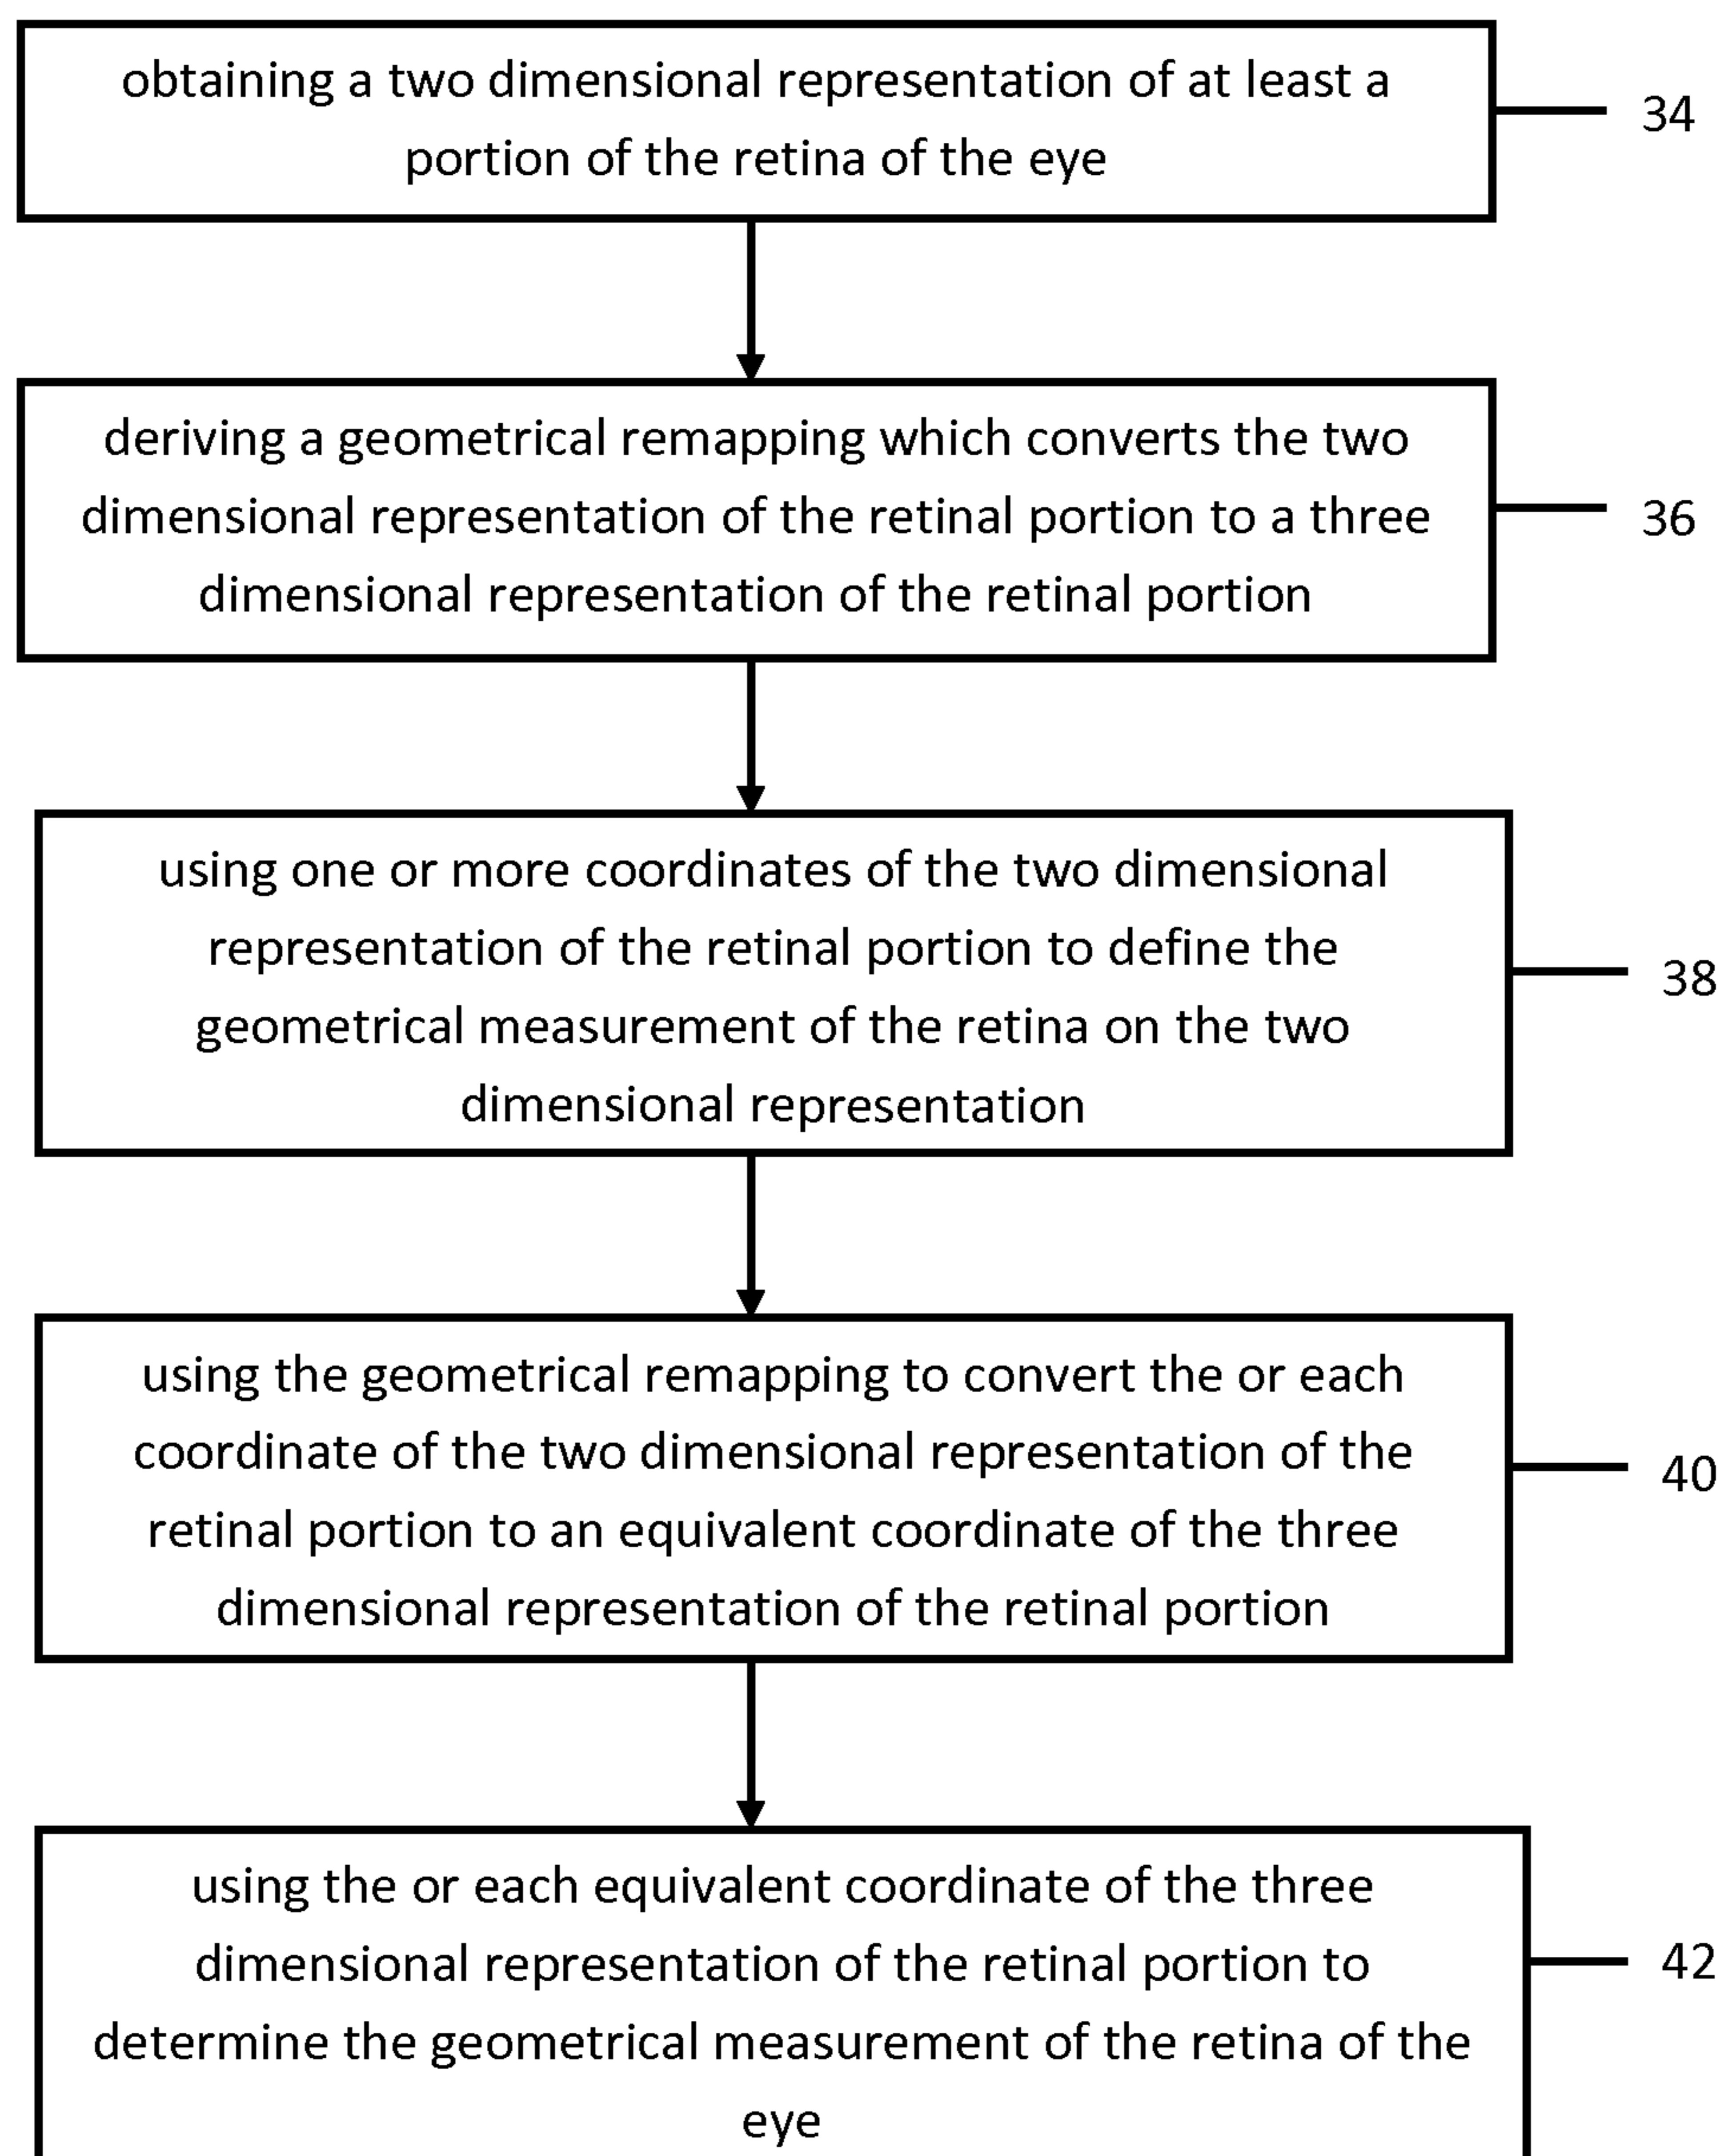 obtaining a two dimensional representation of at least a
portion of the retina of the eye
34
deriving a geometrical remapping which converts the two
dimensional representation of the retinal portion to a three
dimensional representation of the retinal portion
36
using one or more coordinates of the two dimensional
representation of the retinal portion to define the
geometrical measurement of the retina on the two
dimensional representation
38
using the geometrical remapping to convert the or each
coordinate of the two dimensional representation of the
retinal portion to an equivalent coordinate of the three
dimensional representation of the retinal portion
40
using the or each equivalent coordinate of the three
dimensional representation of the retinal portion to
determine the geometrical measurement of the retina of the
eye
42